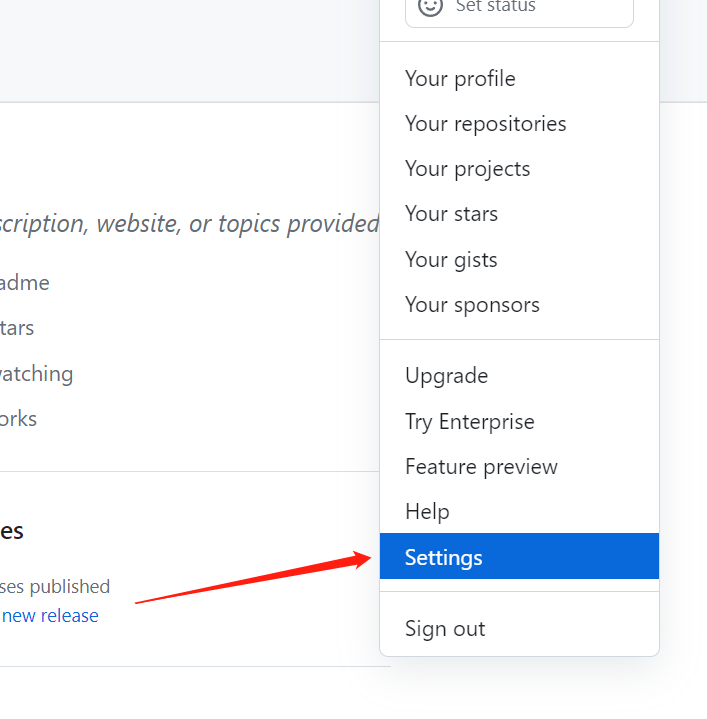 Set status
Your profile
Your repositories
Your projects
Your stars
Your gists
Your sponsors
Upgrade
Try Enterprise
Feature preview
Help
Settings
Sign out
scription, website, or topics provided
adme
tars
watching
orks
es
ses published
new release